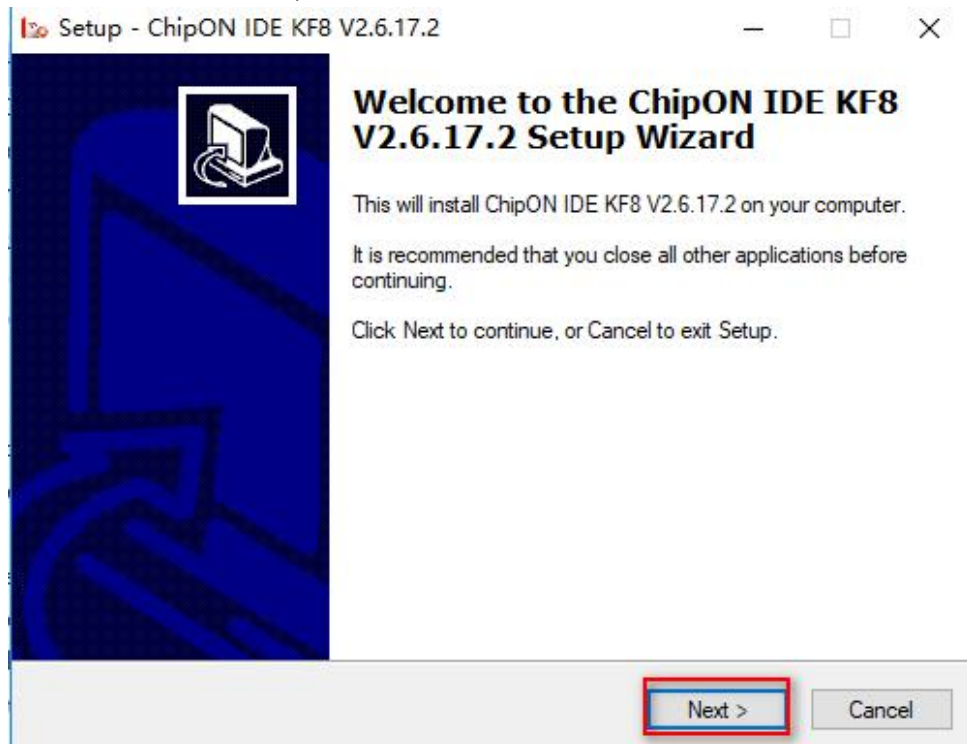 Setup - ChipON IDE KF8 V2.6.17.2
Welcome to the ChipON IDE KF8
V2.6.17.2 Setup Wizard
This will install ChipON IDE KF8 V2.6.17.2 on your computer.
It is recommended that you close all other applications before
continuing.
Click Next to continue, or Cancel to exit Setup.
Next > Cancel